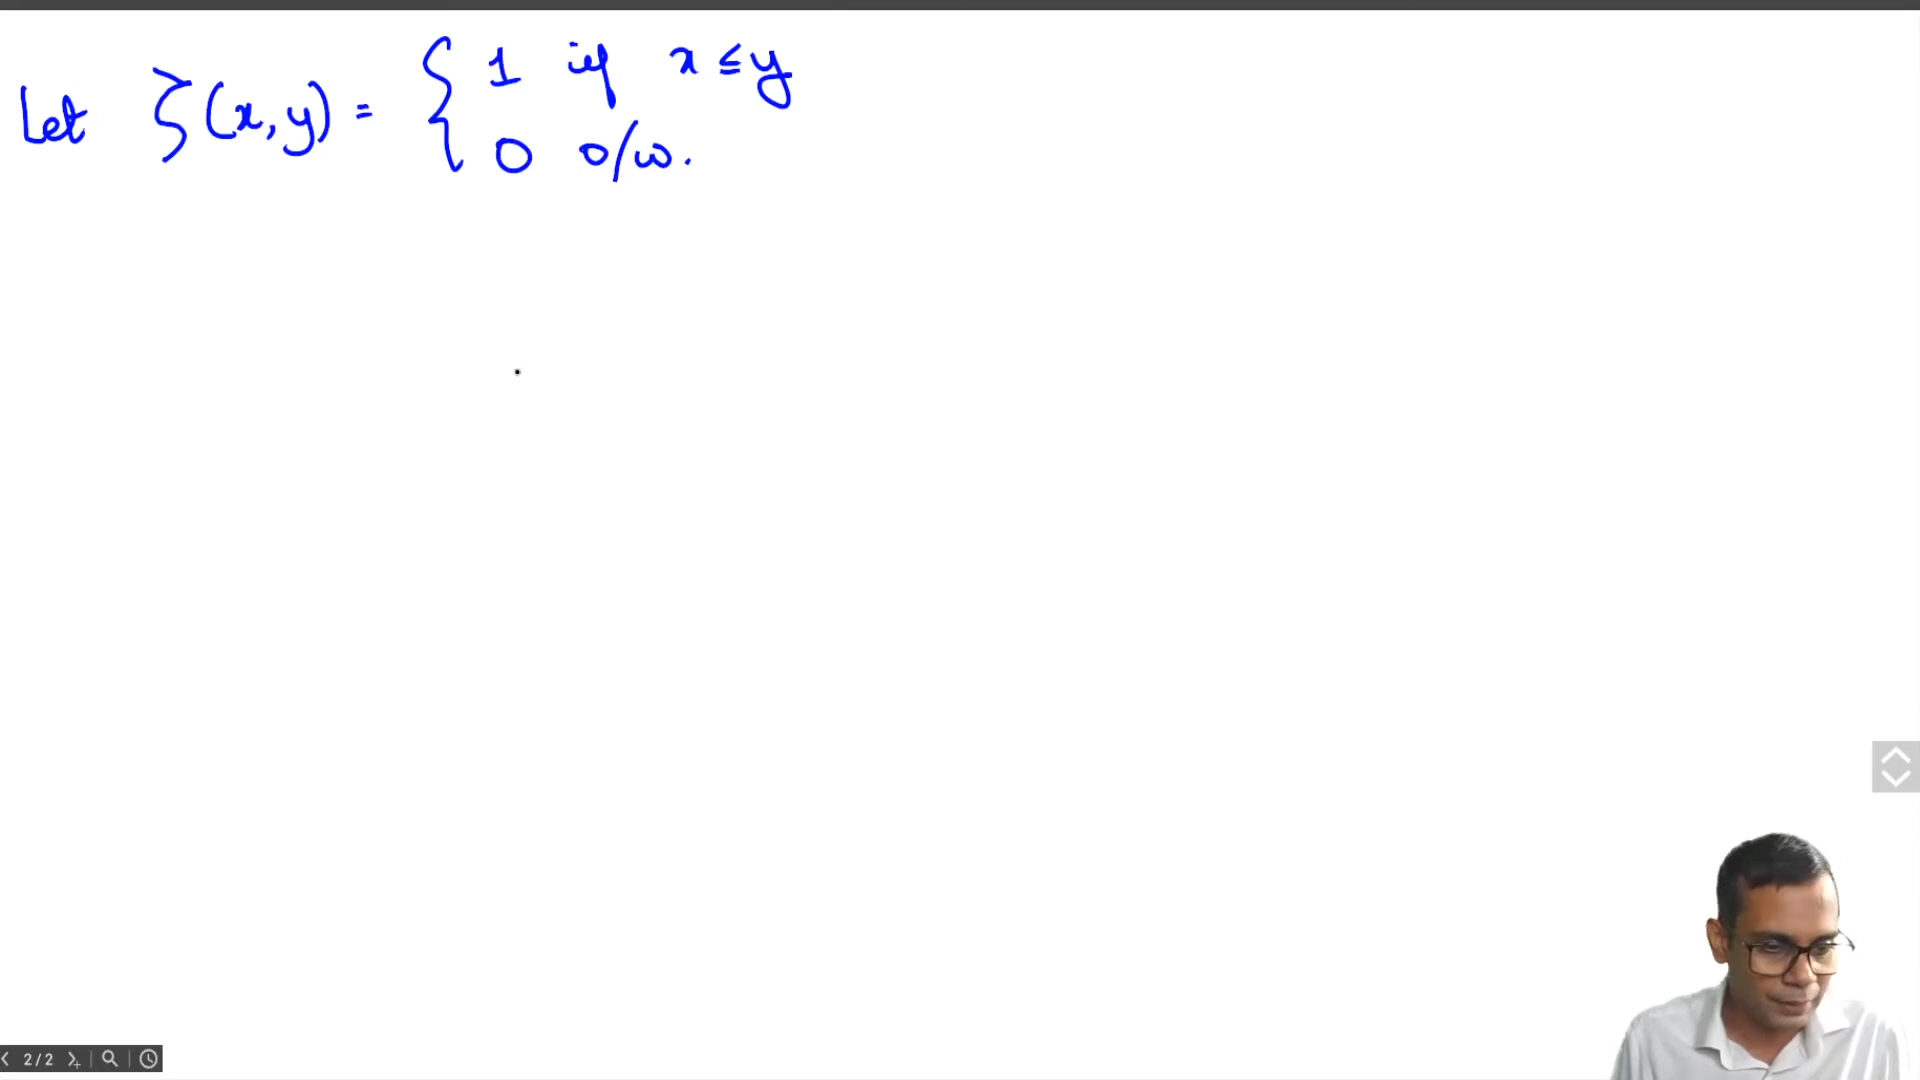 Let ζ(x,y) = { 1 if x ≤ y
0 o/w.
2/2